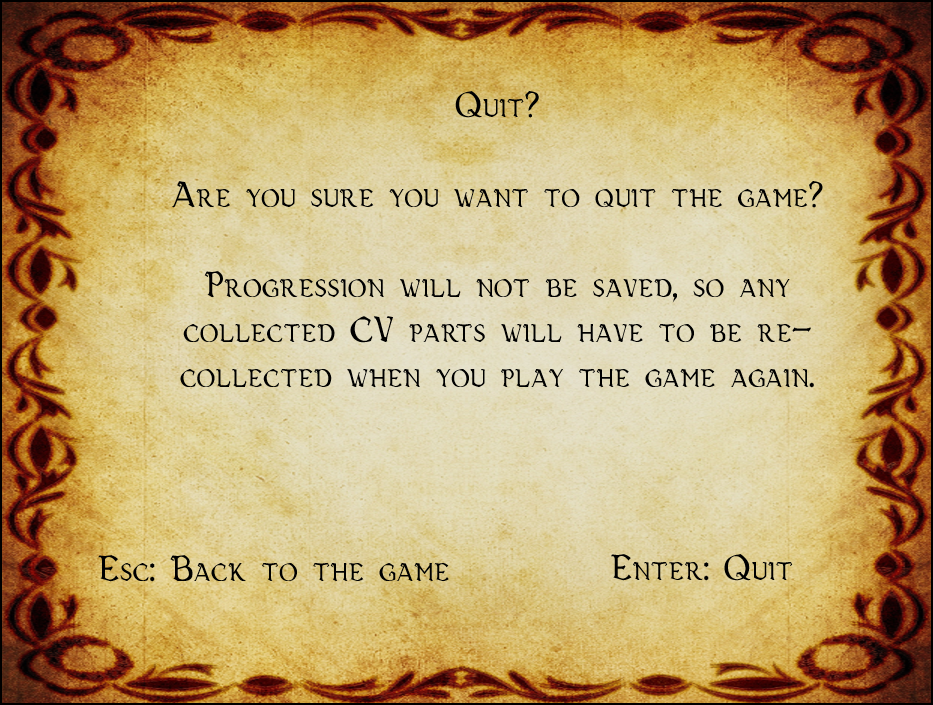 Quit?
Are you sure you want to quit the game?
Progression will not be saved, so any
collected CV parts will have to be re-
collected when you play the game again.
Esc: Back to the game
Enter: Quit